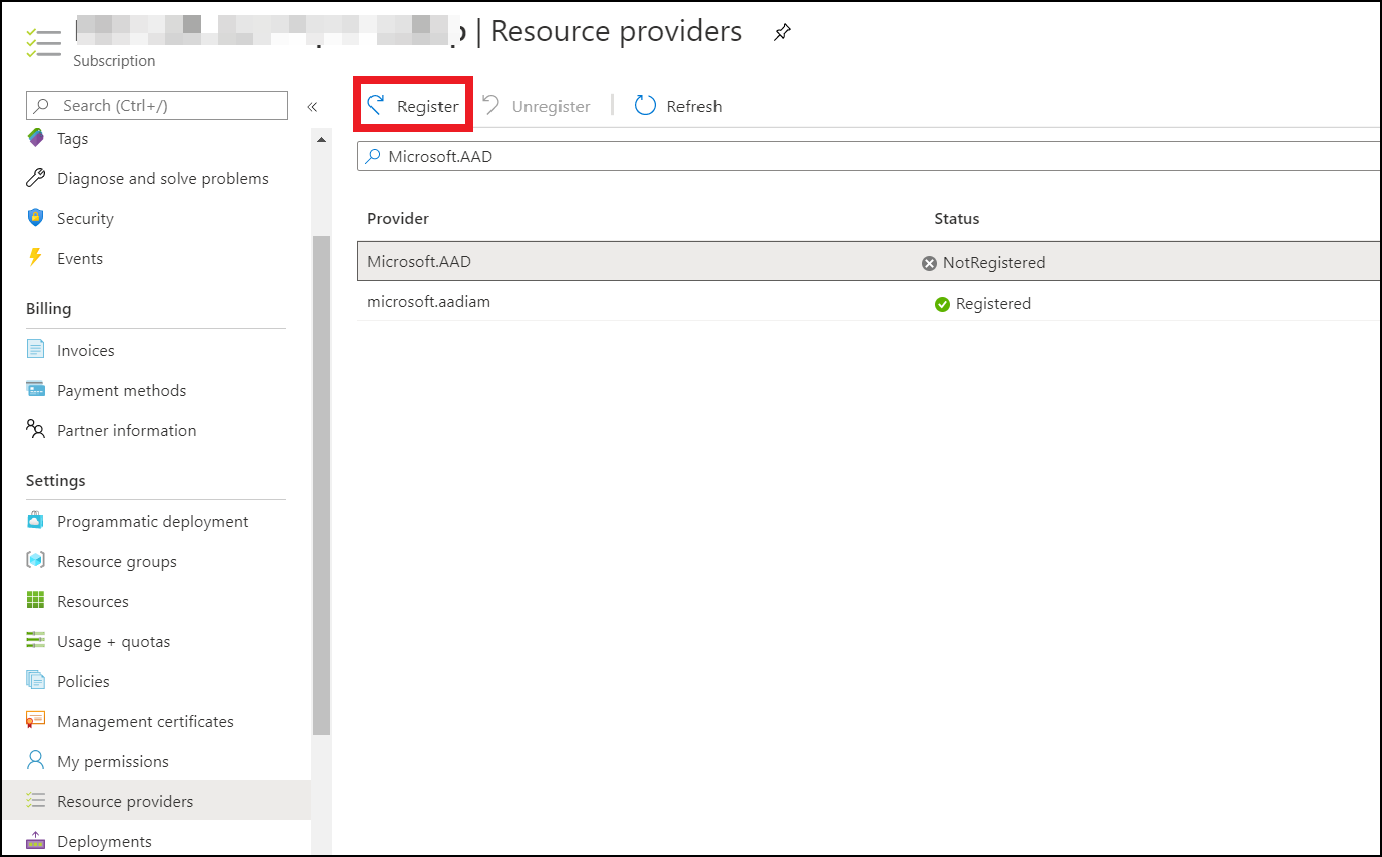 | Resource providers
Subscription
Search (Ctrl+/)
«
Register
Unregister
Refresh
Tags
Diagnose and solve problems
Security
Events
Billing
Invoices
Payment methods
Partner information
Settings
Programmatic deployment
Resource groups
Resources
Usage + quotas
Policies
Management certificates
My permissions
Resource providers
Deployments
Microsoft.AAD
Provider Status
Microsoft.AAD NotRegistered
microsoft.aadiam Registered